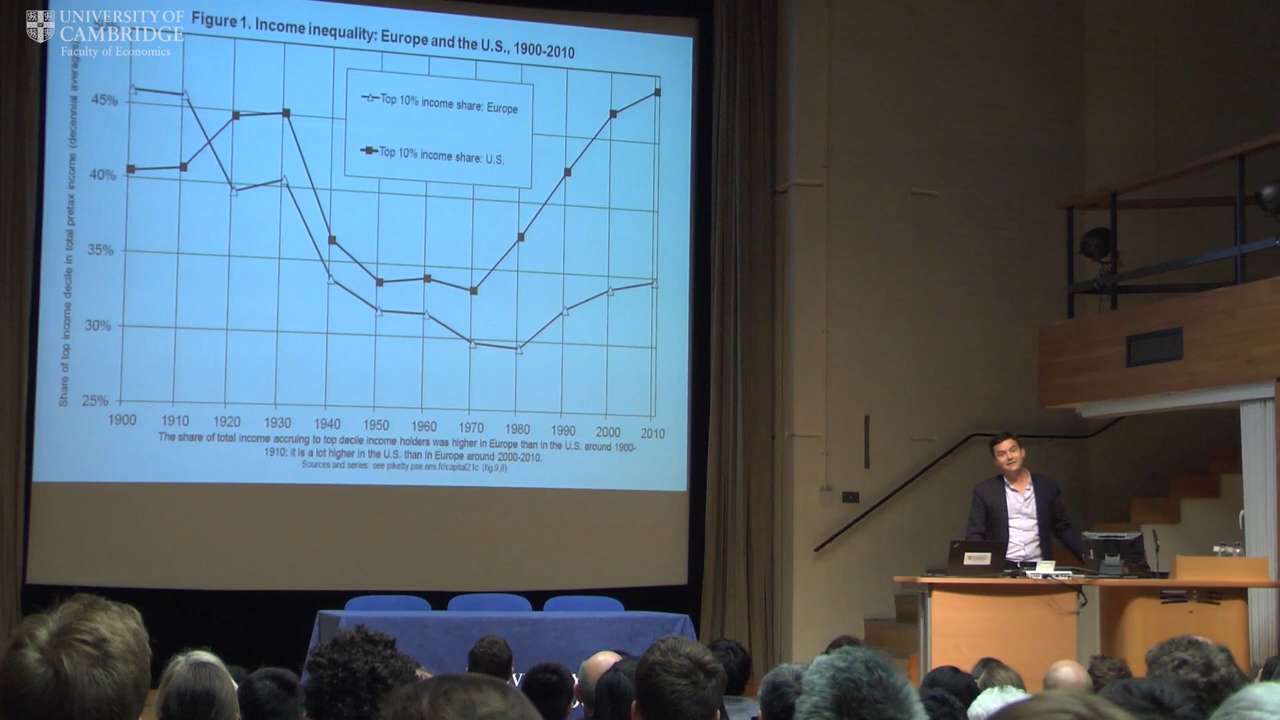 UNIVERSITY OF
CAMBRIDGE
Faculty of Economics
Figure 1. Income inequality: Europe and the U.S., 1900-2010
Share of top income decile in total pretax income (decennial averag
45%
40%
35%
30%
25%
Top 10% income share: Europe
Top 10% income share: U.S.
1900 1910 1920 1930 1940 1950 1960 1970 1980 1990 2000 2010
The share of total income accruing to top decile income holders was higher in Europe than in the U.S. around 1900-
1910; it is a lot higher in the U.S. than in Europe around 2000-2010.
Sources and series: see piketty.pse.ens.fr/capital21c (fig.9,8)